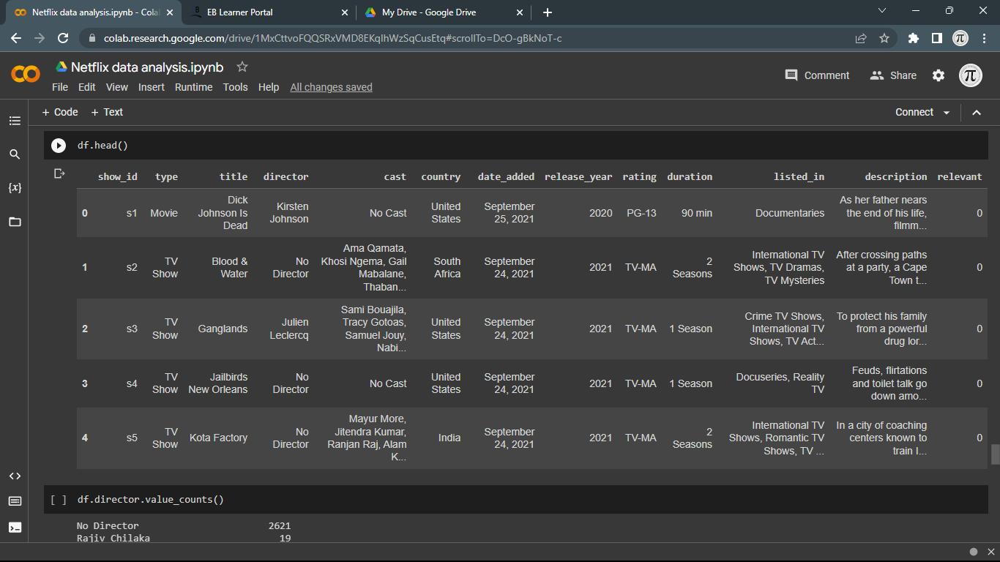 Netflix data analysis.ipynb - Cola
EB Learner Portal
My Drive - Google Drive
colab.research.google.com/drive/1MxCttvoFQQSRxVMD8EKqIhWzSqCusEtq#scrollTo=DcO-gBkNoT-c
Netflix data analysis.ipynb
Comment
Share
File Edit View Insert Runtime Tools Help All changes saved
+ Code + Text
Connect
df.head()
show_id type title director cast country date_added release_year rating duration listed_in description relevant
0 s1 Movie Dick Johnson Is Dead Kirsten Johnson No Cast United States September 25, 2021 2020 PG-13 90 min Documentaries As her father nears the end of his life, filmm... 0
1 s2 TV Show Blood & Water No Director Ama Qamata, Khosi Ngema, Gail Mabalane, Thaban... South Africa September 24, 2021 2021 TV-MA 2 Seasons International TV Shows, TV Dramas, TV Mysteries After crossing paths at a party, a Cape Town t... 0
2 s3 TV Show Ganglands Julien Leclercq Sami Bouajila, Tracy Gotoas, Samuel Jouy, Nabi... United States September 24, 2021 2021 TV-MA 1 Season Crime TV Shows, International TV Shows, TV Act... To protect his family from a powerful drug lor... 0
3 s4 TV Show Jailbirds New Orleans No Director No Cast United States September 24, 2021 2021 TV-MA 1 Season Docuseries, Reality TV Feuds, flirtations and toilet talk go down amo... 0
4 s5 TV Show Kota Factory No Director Mayur More, Jitendra Kumar, Ranjan Raj, Alam K... India September 24, 2021 2021 TV-MA 2 Seasons International TV Shows, Romantic TV Shows, TV ... In a city of coaching centers known to train I... 0
[ ] df.director.value_counts()
No Director 2621
Rajiv Chilaka 19